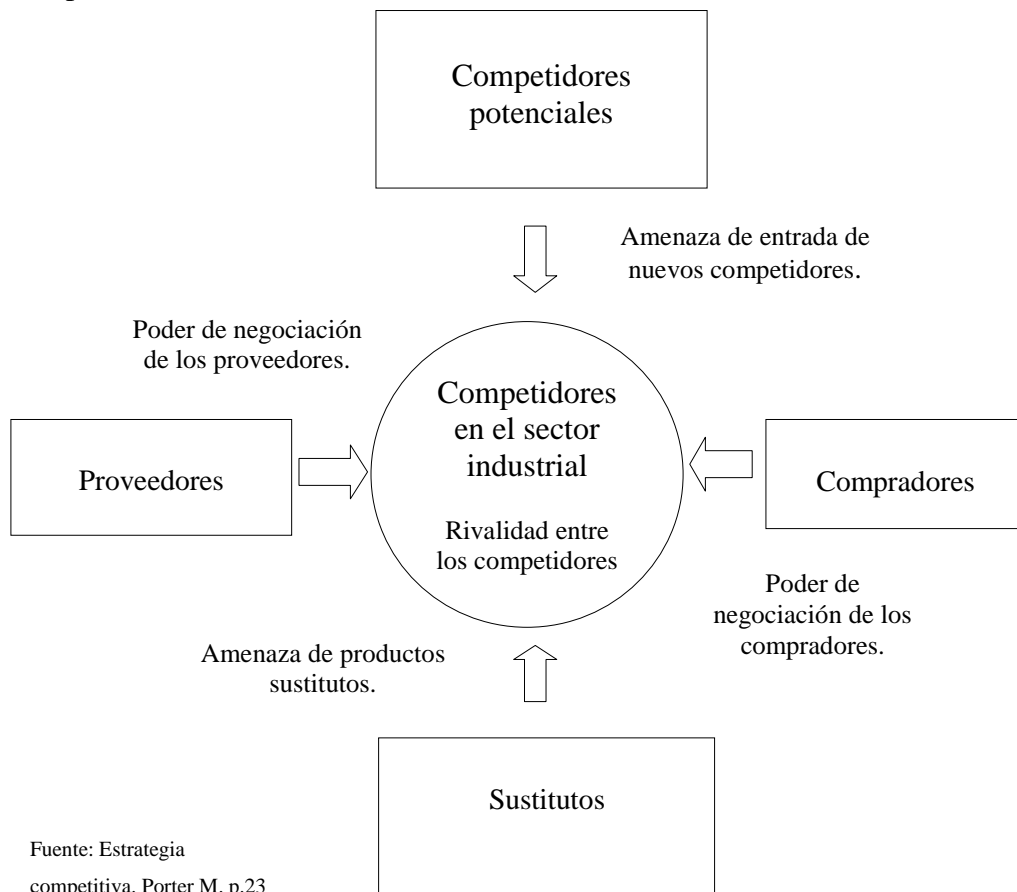 Competidores
potenciales
Amenaza de entrada de
nuevos competidores.
Poder de negociación
de los proveedores.
Competidores
en el sector
industrial
Proveedores
Compradores
Rivalidad entre
los competidores
Poder de
negociación de los
compradores.
Amenaza de productos
sustitutos.
Sustitutos
Fuente: Estrategia
competitiva. Porter M. p.23